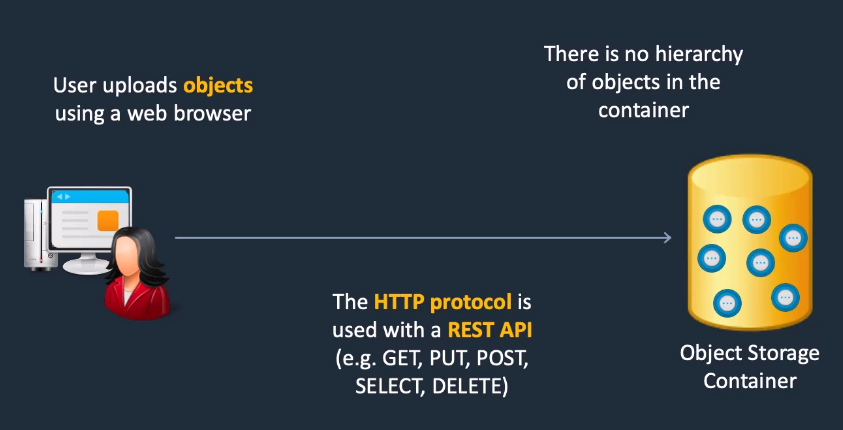 User uploads objects
using a web browser
There is no hierarchy
of objects in the
container
The HTTP protocol is
used with a REST API
(e.g. GET, PUT, POST,
SELECT, DELETE)
Object Storage
Container